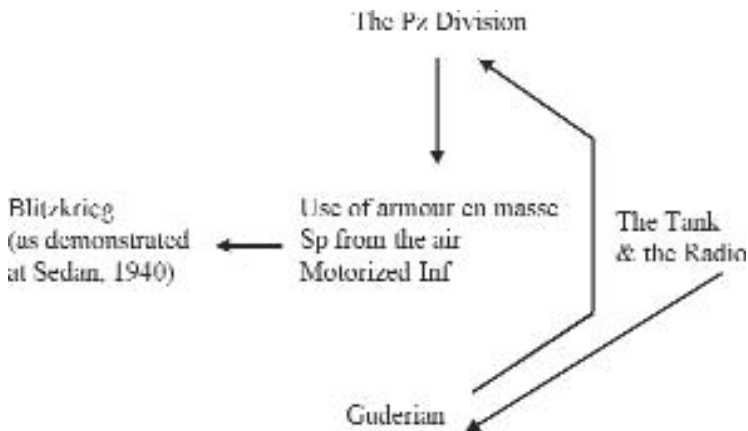 The Pz Division
Blitzkrieg
(as demonstrated
at Sedan, 1940)
Use of armour en masse
Sp from the air
Motorized Inf
The Tank
& the Radio
Guderian